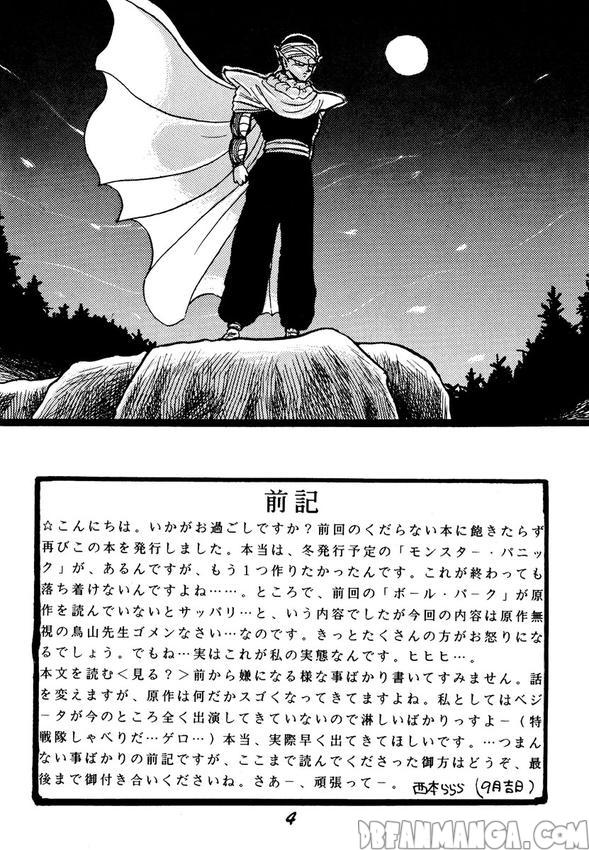 前記
☆こんにちは。いかがお過ごしですか？前回のくだらない本に飽きたらず
再びこの本を発行しました。本当は、冬発行予定の「モンスター・パニッ
ク」が、あるんですが、もう１つ作りたかったんです。これが終わっても
落ち着けないんですよね……。ところで、前回の「ボール・パーク」が原
作を読んでいないとサッパリ…と、いう内容でしたが今回の内容は原作無
視の鳥山先生ゴメンなさい…なのです。きっとたくさんの方がお怒りにな
るでしょう。でもね…実はこれが私の実態なんです。ヒヒヒ…。
本文を読む＜見る？＞前から嫌になる様な事ばかり書いてすみません。話
を変えますが、原作は何だかスゴくなってきてますよね。私としてはベジ
ータが今のところ全く出演してきていないので淋しいばかりっすよー（特
戦隊しゃべりだ…ゲロ…）本当、実際早く出てきてほしいです。…つまん
ない事ばかりの前記ですが、ここまで読んでくださった御方はどうぞ、最
後まで御付き合いくださいね。さあー、頑張ってー。 西本ららら（9月吉日）
4
DBFANMANGA.COM